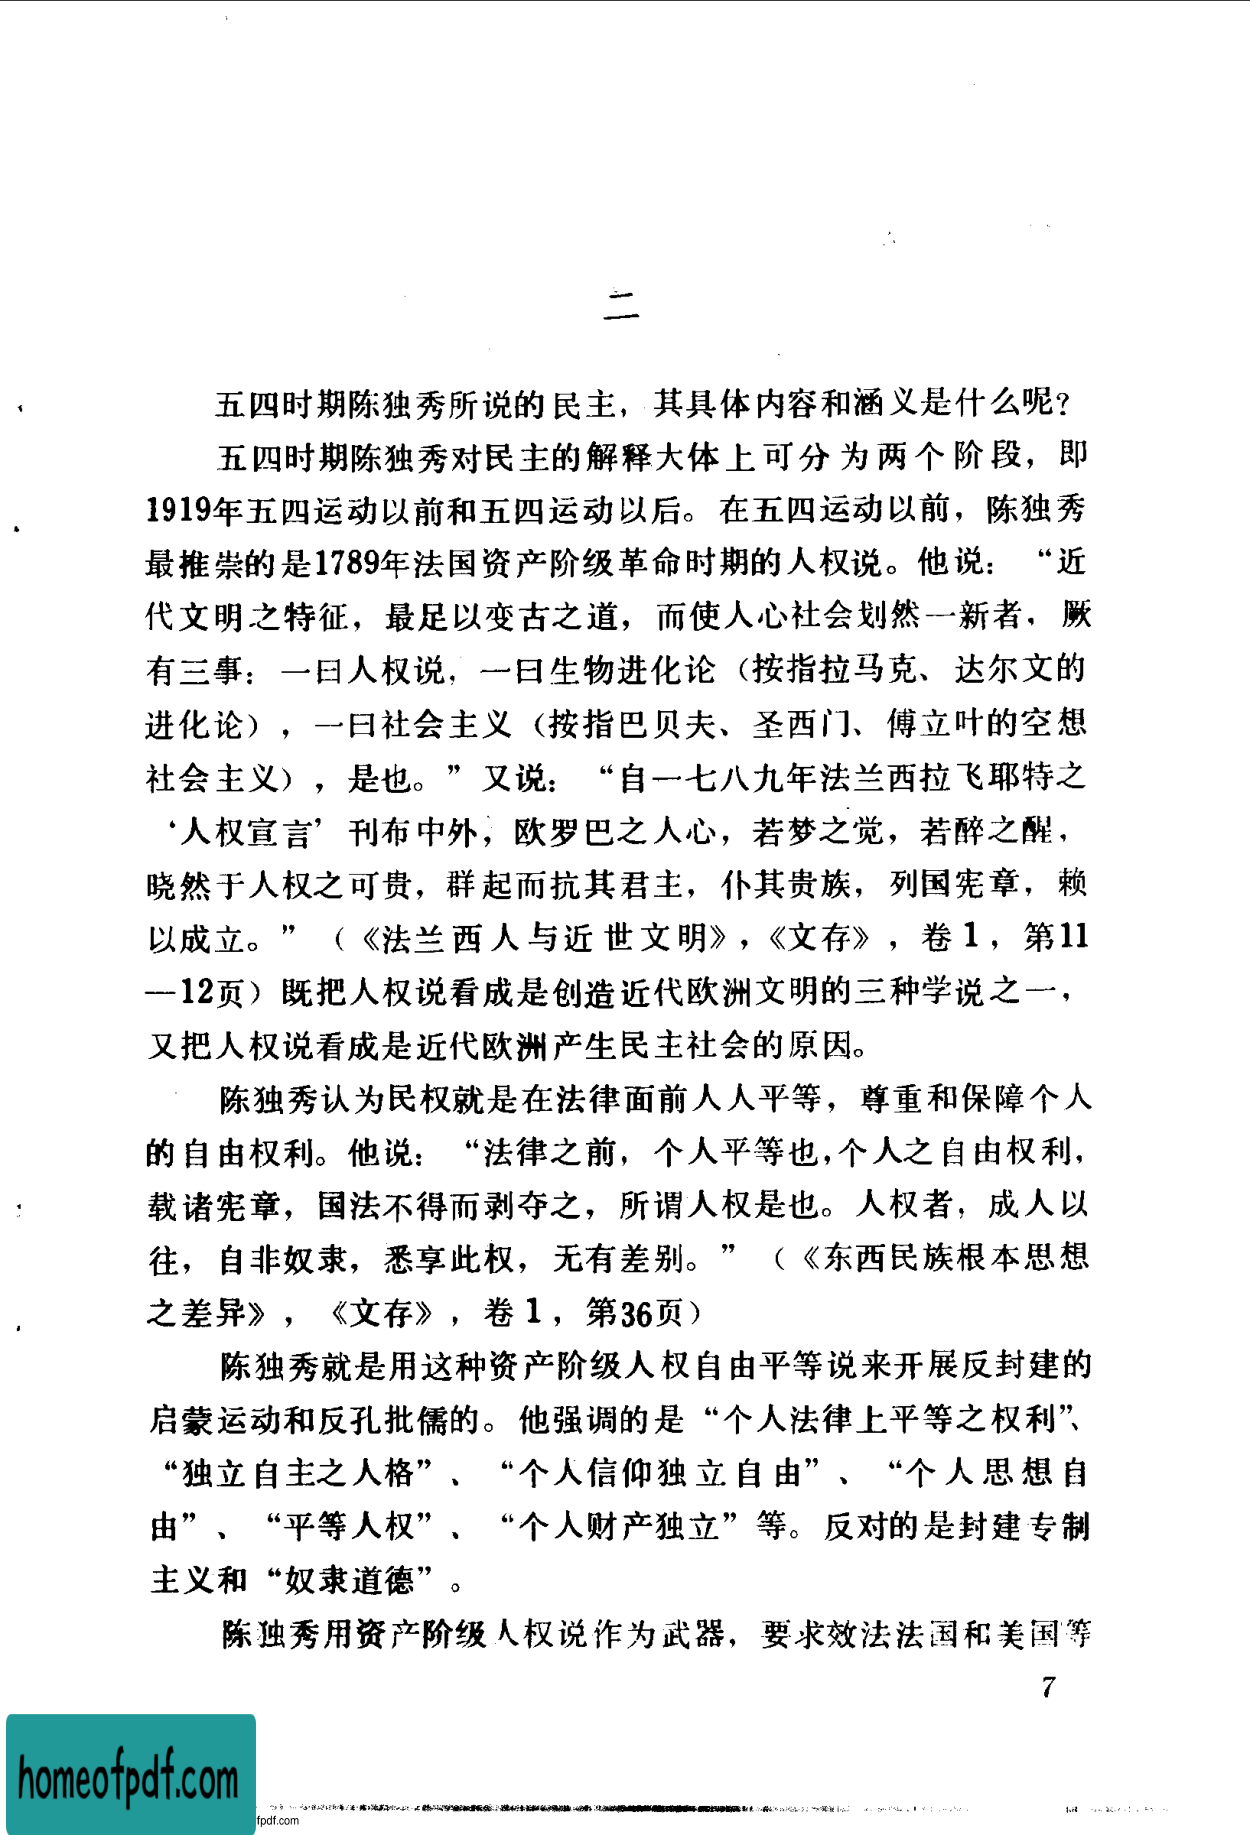 二
五四时期陈独秀所说的民主，其具体内容和涵义是什么呢？
五四时期陈独秀对民主的解释大体上可分为两个阶段，即
1919年五四运动以前和五四运动以后。在五四运动以前，陈独秀
最推崇的是1789年法国资产阶级革命时期的人权说。他说：“近
代文明之特征，最足以变古之道，而使人心社会划然一新者，厥
有三事：一曰人权说，一曰生物进化论（按指拉马克、达尔文的
进化论），一曰社会主义（按指巴贝夫、圣西门、傅立叶的空想
社会主义），是也。”又说：“自一七八九年法兰西拉飞耶特之
‘人权宣言’刊布中外，欧罗巴之人心，若梦之觉，若醉之醒，
晓然于人权之可贵，群起而抗其君主，仆其贵族，列国宪章，赖
以成立。”（《法兰西人与近世文明》，《文存》，卷1，第11
—12页）既把人权说看成是创造近代欧洲文明的三种学说之一，
又把人权说看成是近代欧洲产生民主社会的原因。
陈独秀认为民权就是在法律面前人人平等，尊重和保障个人
的自由权利。他说：“法律之前，个人平等也，个人之自由权利，
载诸宪章，国法不得而剥夺之，所谓人权是也。人权者，成人以
往，自非奴隶，悉享此权，无有差别。”（《东西民族根本思想
之差异》，《文存》，卷1，第36页）
陈独秀就是用这种资产阶级人权自由平等说来开展反封建的
启蒙运动和反孔批儒的。他强调的是“个人法律上平等之权利”、
“独立自主之人格”、“个人信仰独立自由”、“个人思想自
由”、“平等人权”、“个人财产独立”等。反对的是封建专制
主义和“奴隶道德”。
陈独秀用资产阶级人权说作为武器，要求效法法国和美国等
7
homeofpdf.com
fpdf.com